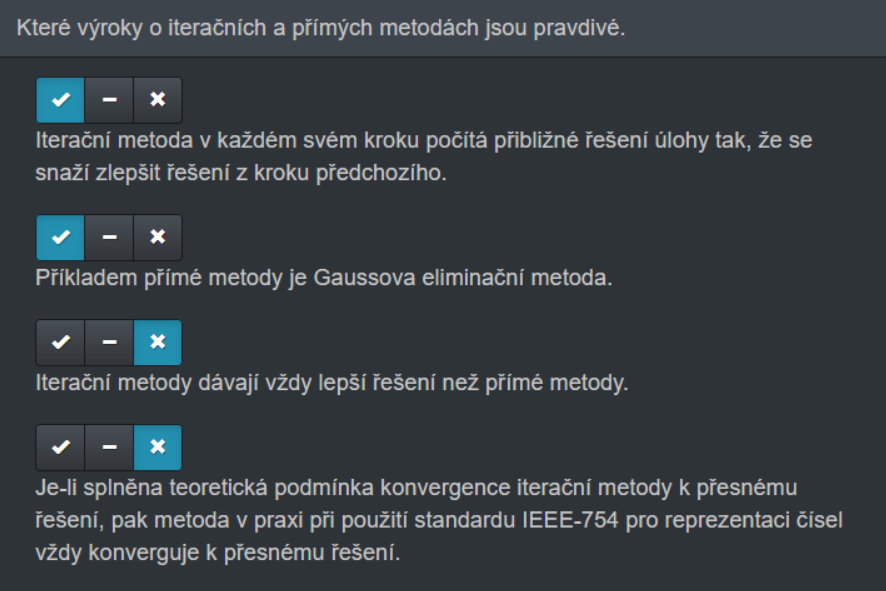 Které výroky o iteračních a přímých metodách jsou pravdivé.
Iterační metoda v každém svém kroku počítá přibližné řešení úlohy tak, že se
snaží zlepšit řešení z kroku předchozího.
Příkladem přímé metody je Gaussova eliminační metoda.
Iterační metody dávají vždy lepší řešení než přímé metody.
Je-li splněna teoretická podmínka konvergence iterační metody k přesnému
řešení, pak metoda v praxi při použití standardu IEEE-754 pro reprezentaci čísel
vždy konverguje k přesnému řešení.